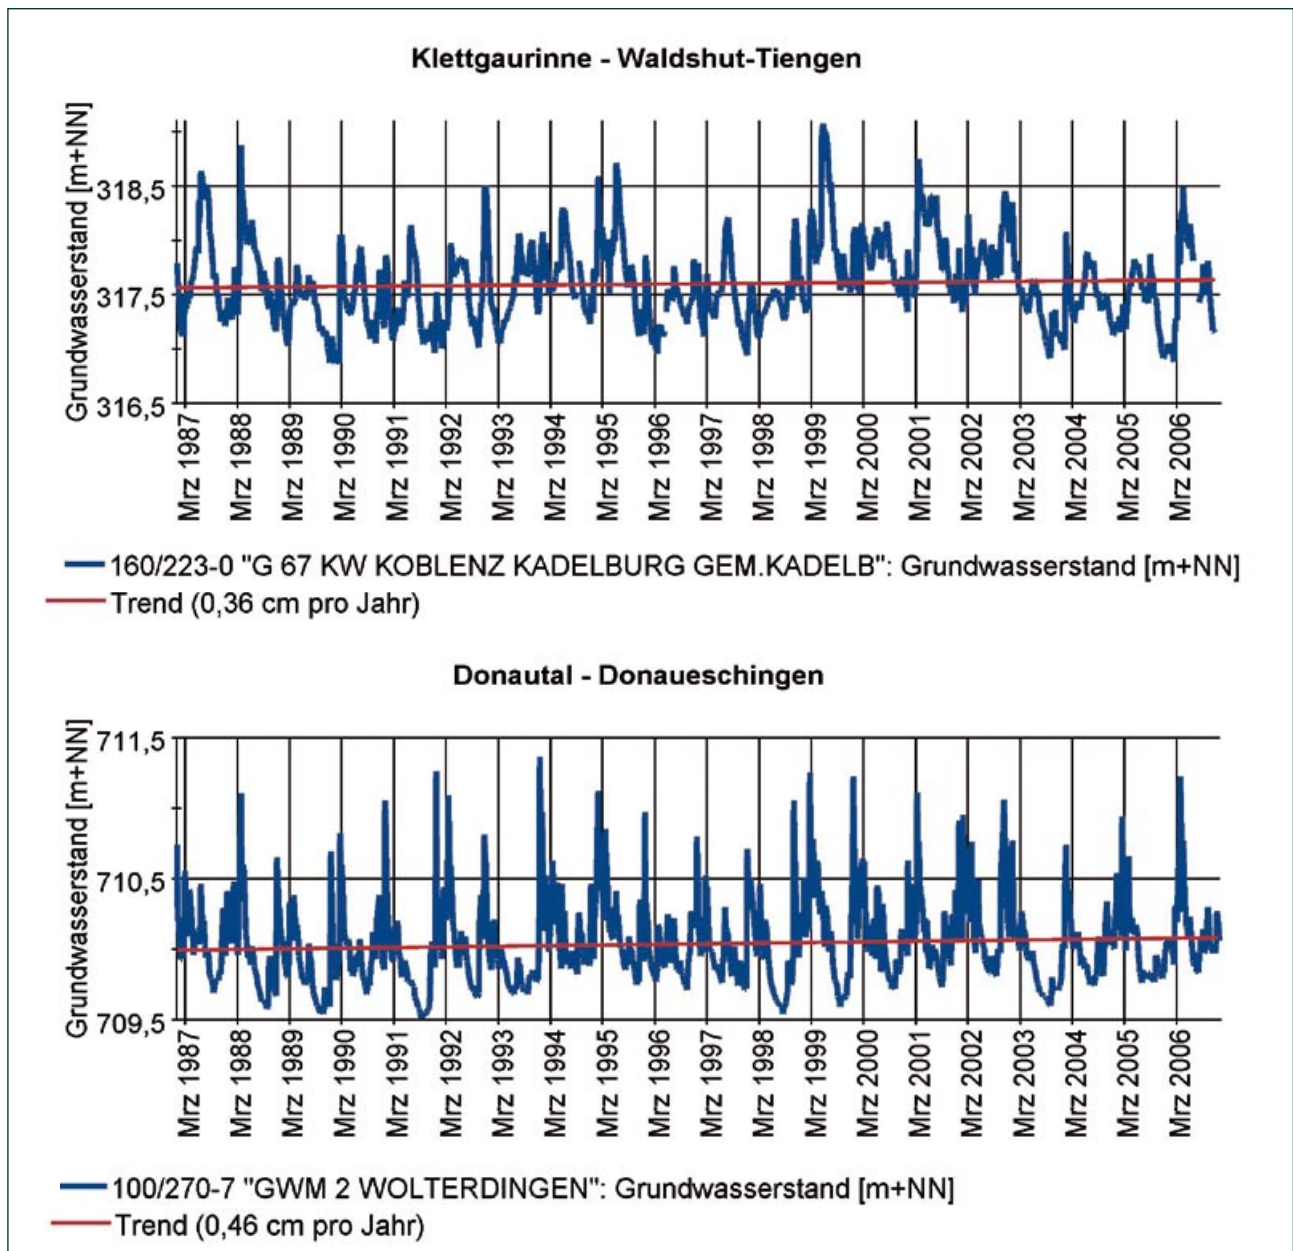 Klettgaurinne - Waldshut-Tiengen
Grundwasserstand [m+NN]
318,5
317,5
316,5
Mrz 1987
Mrz 1988
Mrz 1989
Mrz 1990
Mrz 1991
Mrz 1992
Mrz 1993
Mrz 1994
Mrz 1995
Mrz 1996
Mrz 1997
Mrz 1998
Mrz 1999
Mrz 2000
Mrz 2001
Mrz 2002
Mrz 2003
Mrz 2004
Mrz 2005
Mrz 2006
160/223-0 "G 67 KW KOBLENZ KADELBURG GEM.KADELB": Grundwasserstand [m+NN]
Trend (0,36 cm pro Jahr)
Donautal - Donaueschingen
Grundwasserstand [m+NN]
711,5
710,5
709,5
Mrz 1987
Mrz 1988
Mrz 1989
Mrz 1990
Mrz 1991
Mrz 1992
Mrz 1993
Mrz 1994
Mrz 1995
Mrz 1996
Mrz 1997
Mrz 1998
Mrz 1999
Mrz 2000
Mrz 2001
Mrz 2002
Mrz 2003
Mrz 2004
Mrz 2005
Mrz 2006
100/270-7 "GWM 2 WOLTERDINGEN": Grundwasserstand [m+NN]
Trend (0,46 cm pro Jahr)